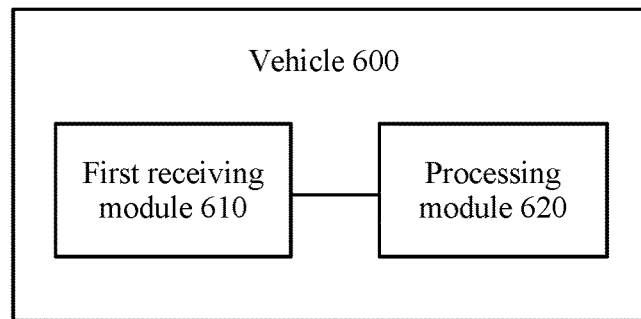 Vehicle 600
First receiving
module 610
Processing
module 620